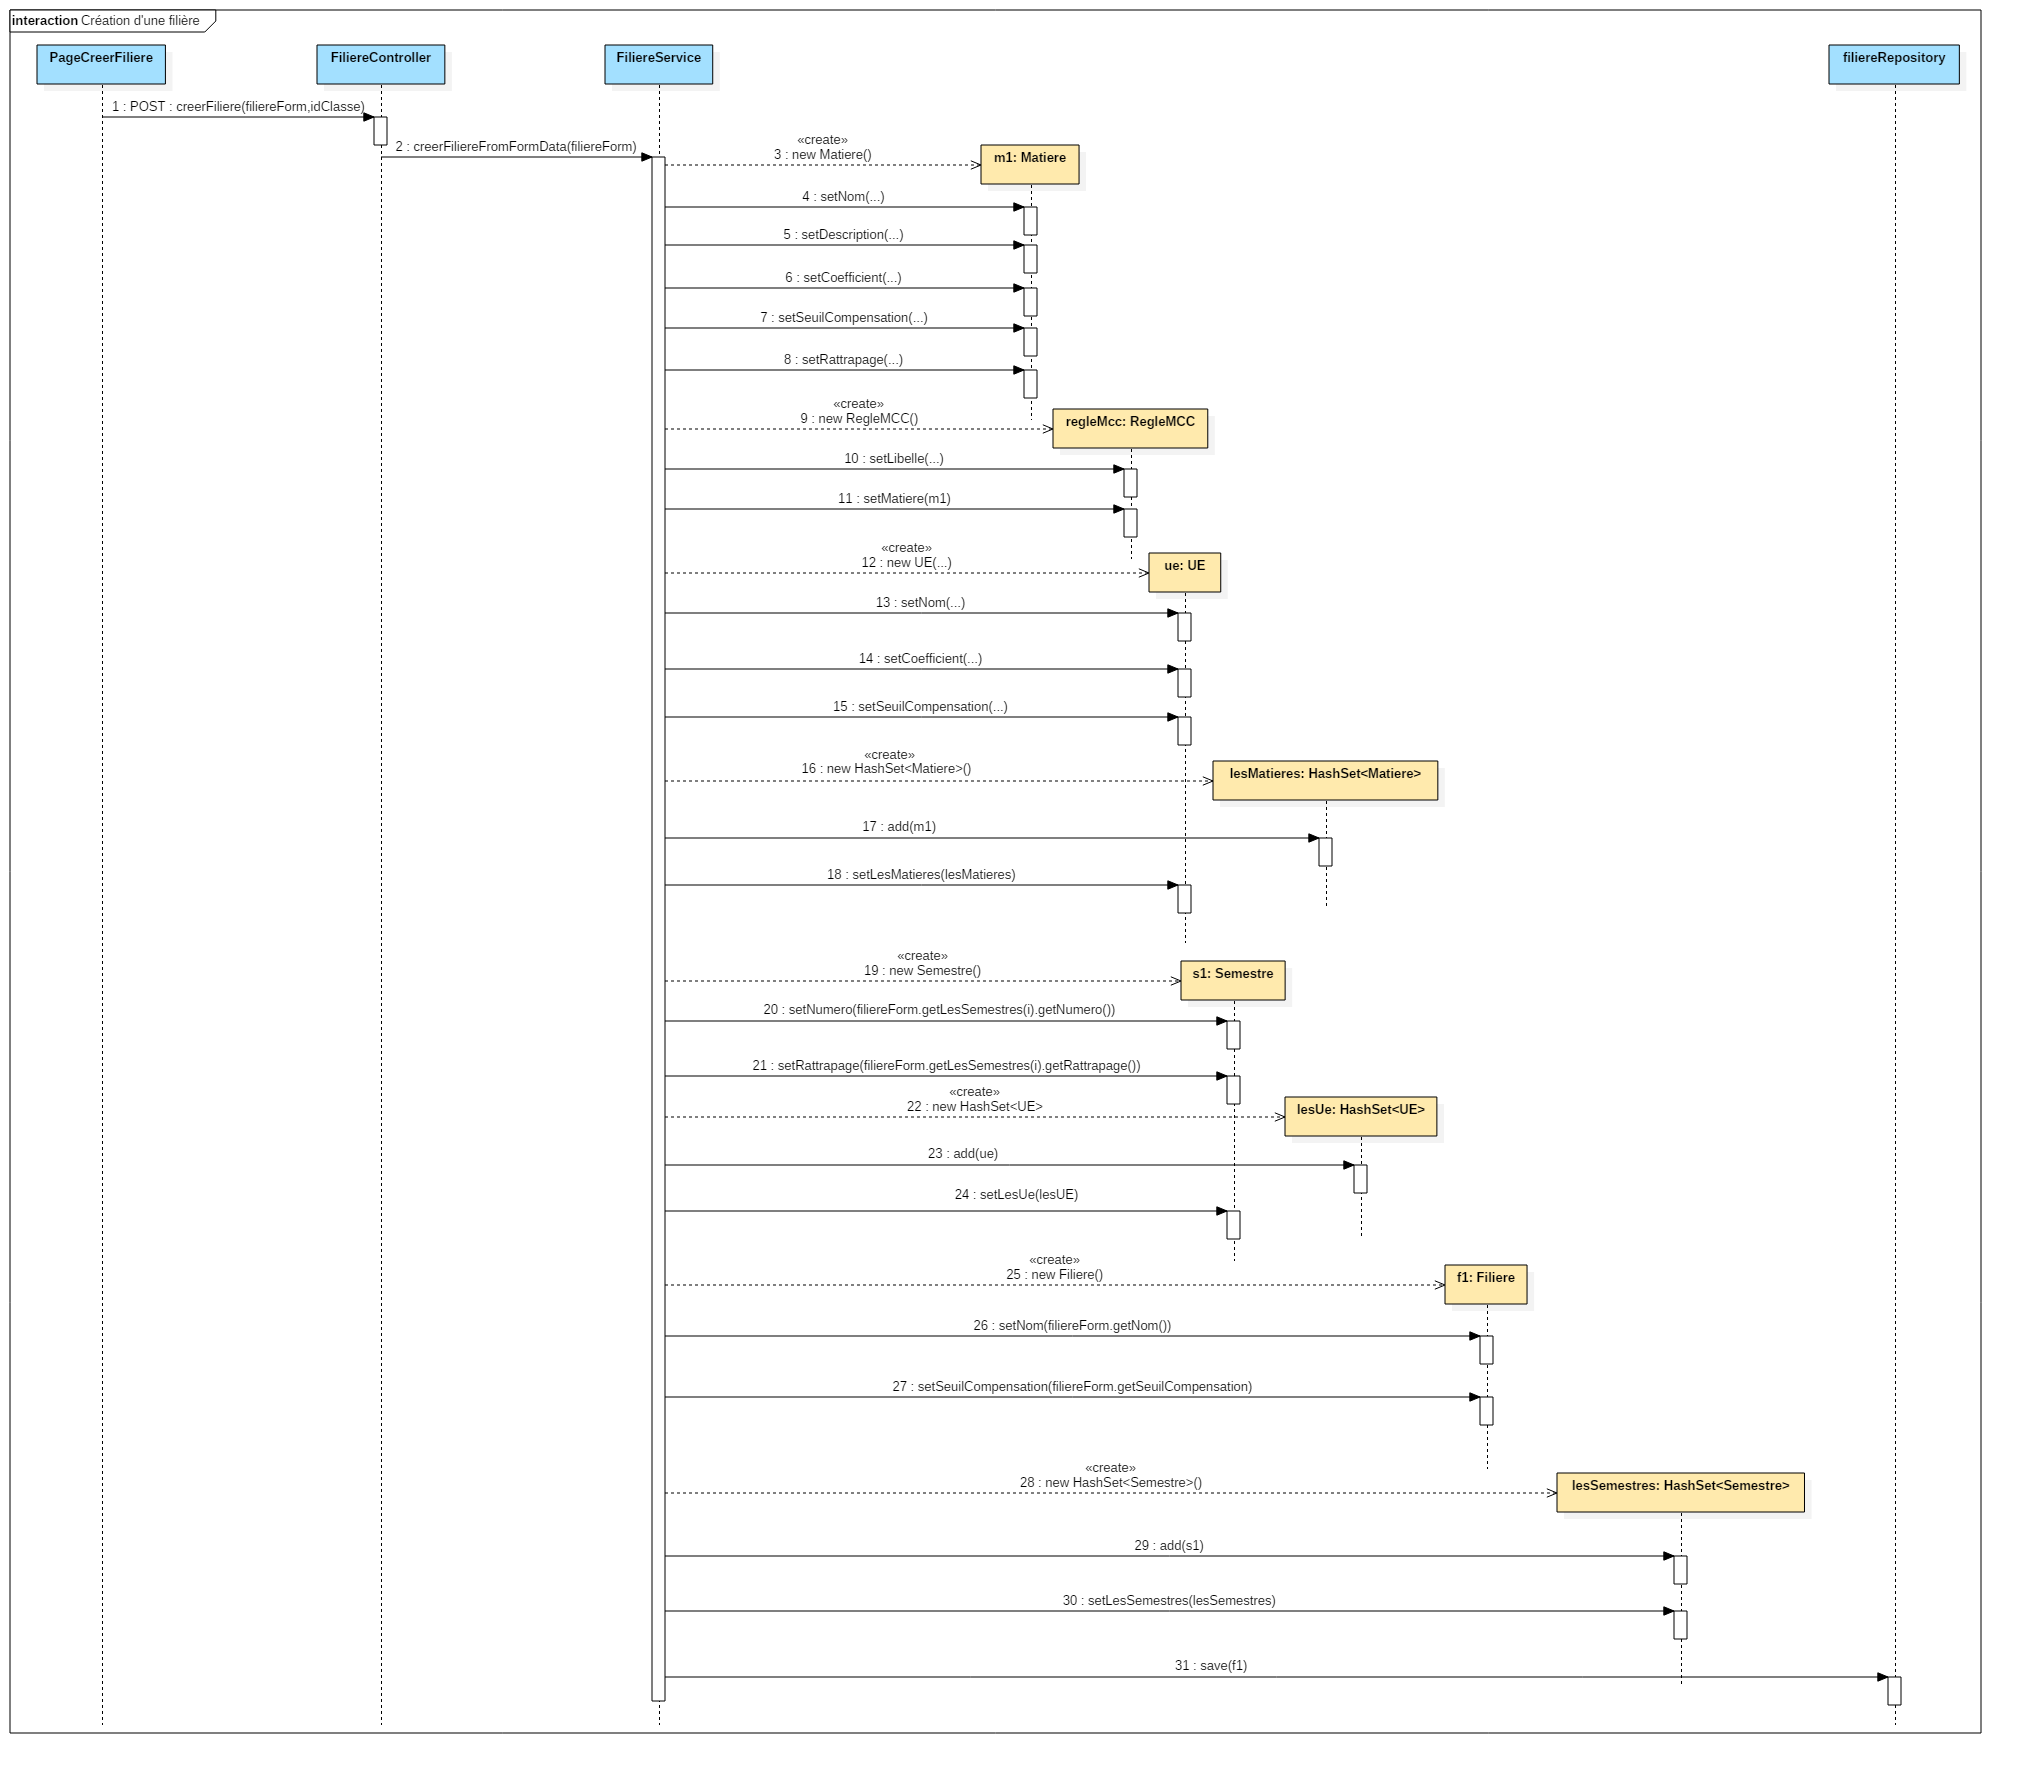 interaction Création d'une filière
PageCreerFiliere
FiliereController
FiliereService
filiereRepository
1 : POST : creerFiliere(filiereForm,idClasse)
2 : creerFiliereFromFormData(filiereForm)
«create»
3 : new Matiere()
m1: Matiere
4 : setNom(...)
5 : setDescription(...)
6 : setCoefficient(...)
7 : setSeuilCompensation(...)
8 : setRattrapage(...)
«create»
9 : new RegleMCC()
regleMcc: RegleMCC
10 : setLibelle(...)
11 : setMatiere(m1)
«create»
12 : new UE(...)
ue: UE
13 : setNom(...)
14 : setCoefficient(...)
15 : setSeuilCompensation(...)
«create»
16 : new HashSet<Matiere>()
lesMatieres: HashSet<Matiere>
17 : add(m1)
18 : setLesMatieres(lesMatieres)
«create»
19 : new Semestre()
s1: Semestre
20 : setNumero(filiereForm.getLesSemestres(i).getNumero())
21 : setRattrapage(filiereForm.getLesSemestres(i).getRattrapage())
«create»
22 : new HashSet<UE>
lesUe: HashSet<UE>
23 : add(ue)
24 : setLesUe(lesUE)
«create»
25 : new Filiere()
f1: Filiere
26 : setNom(filiereForm.getNom())
27 : setSeuilCompensation(filiereForm.getSeuilCompensation)
«create»
28 : new HashSet<Semestre>()
lesSemestres: HashSet<Semestre>
29 : add(s1)
30 : setLesSemestres(lesSemestres)
31 : save(f1)